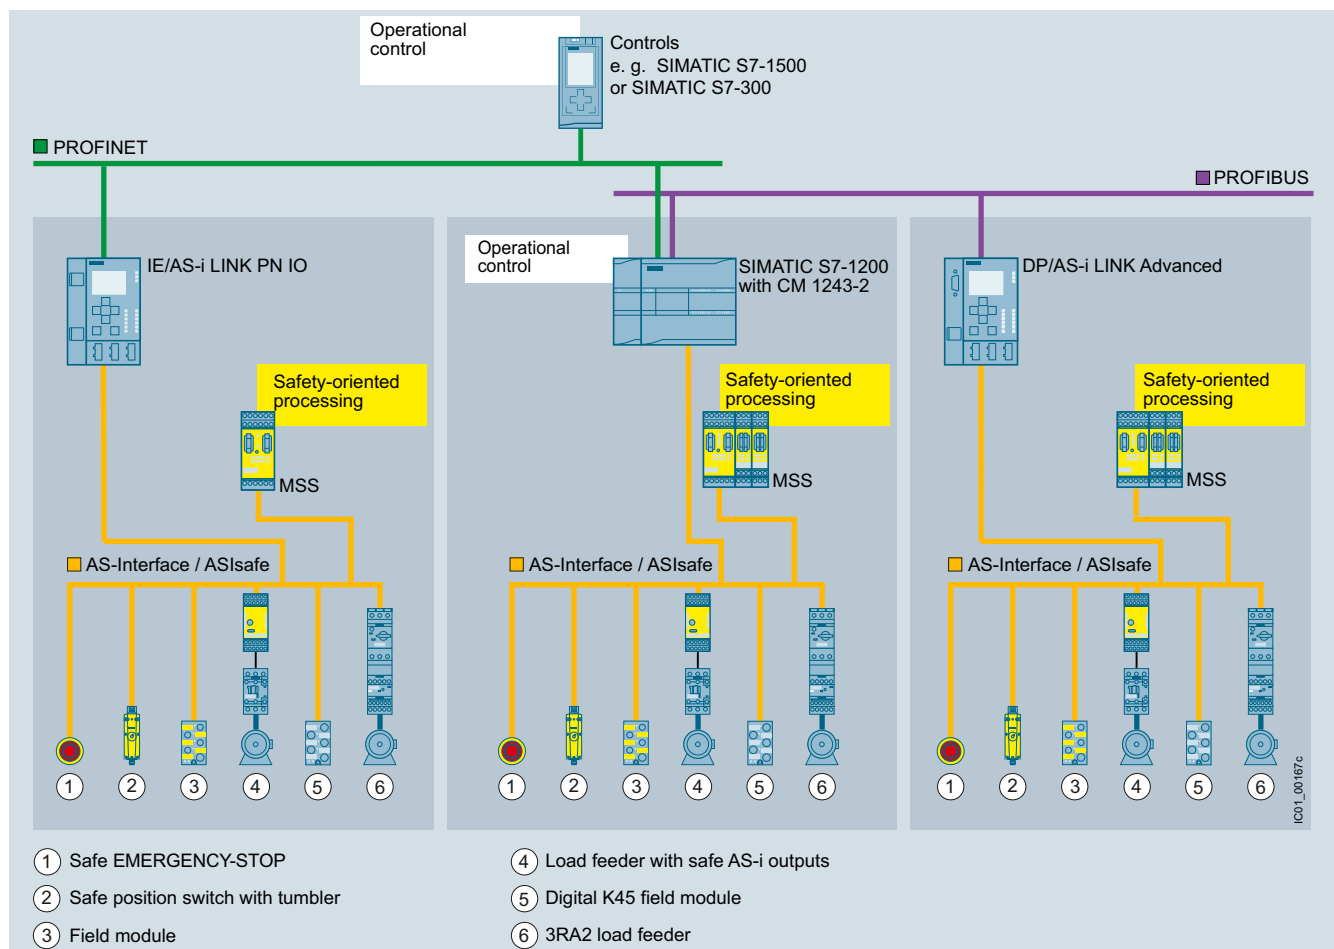 Operational
control
Controls
e. g. SIMATIC S7-1500
or SIMATIC S7-300
PROFINET
PROFIBUS
IE/AS-i LINK PN IO
Operational
control
SIMATIC S7-1200
with CM 1243-2
DP/AS-i LINK Advanced
Safety-oriented
processing
MSS
Safety-oriented
processing
MSS
Safety-oriented
processing
MSS
AS-Interface / ASIsafe
AS-Interface / ASIsafe
AS-Interface / ASIsafe
1 2 3 4 5 6
1 2 3 4 5 6
1 2 3 4 5 6
IC01_00167c
1 Safe EMERGENCY-STOP
2 Safe position switch with tumbler
3 Field module
4 Load feeder with safe AS-i outputs
5 Digital K45 field module
6 3RA2 load feeder